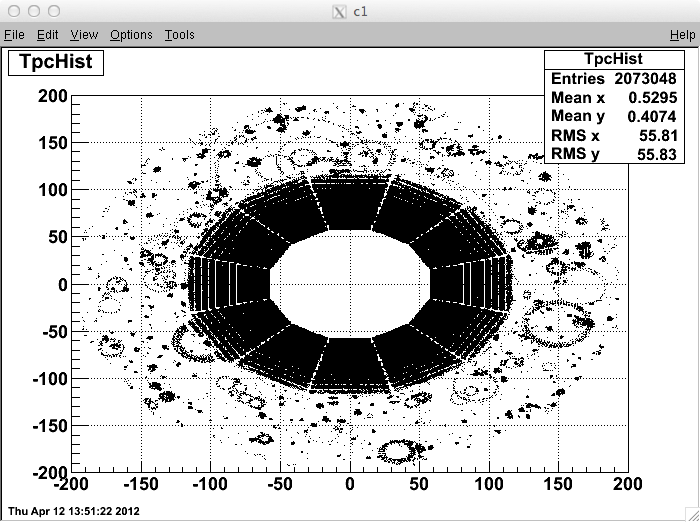 c1
File Edit View Options Tools Help
TpcHist
TpcHist
Entries 2073048
Mean x 0.5295
Mean y 0.4074
RMS x 55.81
RMS y 55.83
200
150
100
50
0
-50
-100
-150
-200
-200 -150 -100 -50 0 50 100 150 200
Thu Apr 12 13:51:22 2012